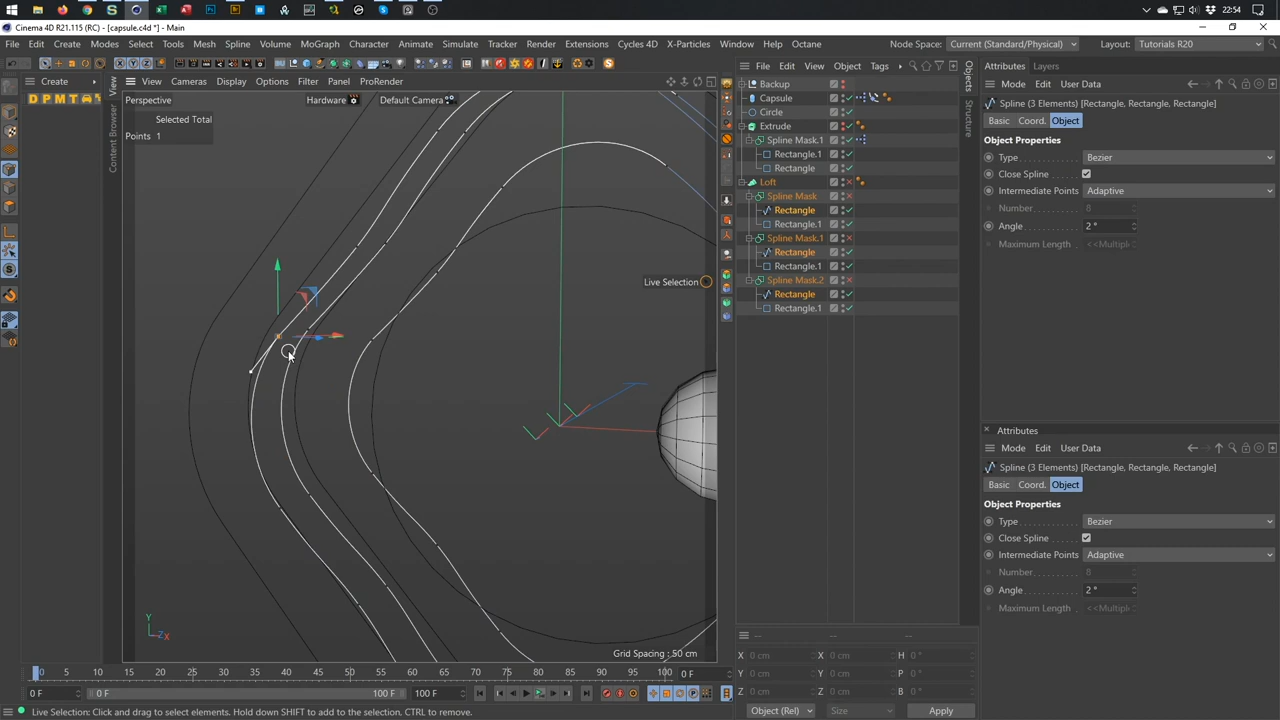 22:54
Cinema 4D R21.115 (RC) - [capsule.c4d *] - Main
File Edit Create Modes Select Tools Mesh Spline Volume MoGraph Character Animate Simulate Tracker Render Extensions Cycles 4D X-Particles Window Help Octane
Node Space: Current (Standard/Physical) Layout: Tutorials R20
Create
D P M T
View Cameras Display Options Filter Panel ProRender
View
Content Browser
Perspective Hardware Default Camera
Selected Total
Points 1
Live Selection
Y
Z X
Grid Spacing : 50 cm
File Edit View Object Tags
Objects
Structure
Backup
Capsule
Circle
Extrude
Spline Mask.1
Rectangle.1
Rectangle
Loft
Spline Mask
Rectangle
Rectangle.1
Spline Mask.1
Rectangle
Rectangle.1
Spline Mask.2
Rectangle
Rectangle.1
Attributes Layers
Mode Edit User Data
Spline (3 Elements) [Rectangle, Rectangle, Rectangle]
Basic Coord. Object
Object Properties
Type Bezier
Close Spline
Intermediate Points Adaptive
Number 8
Angle 2 °
Maximum Length <<Multipl
Attributes
Mode Edit User Data
Spline (3 Elements) [Rectangle, Rectangle, Rectangle]
Basic Coord. Object
Object Properties
Type Bezier
Close Spline
Intermediate Points Adaptive
Number 8
Angle 2 °
Maximum Length <<Multipl
-- -- --
X 0 cm X 0 cm H 0 °
Y 0 cm Y 0 cm P 0 °
Z 0 cm Z 0 cm B 0 °
Object (Rel) Size Apply
0 5 10 15 20 25 30 35 40 45 50 55 60 65 70 75 80 85 90 95 100 0 F
0 F 0 F 100 F 100 F
Live Selection: Click and drag to select elements. Hold down SHIFT to add to the selection, CTRL to remove.